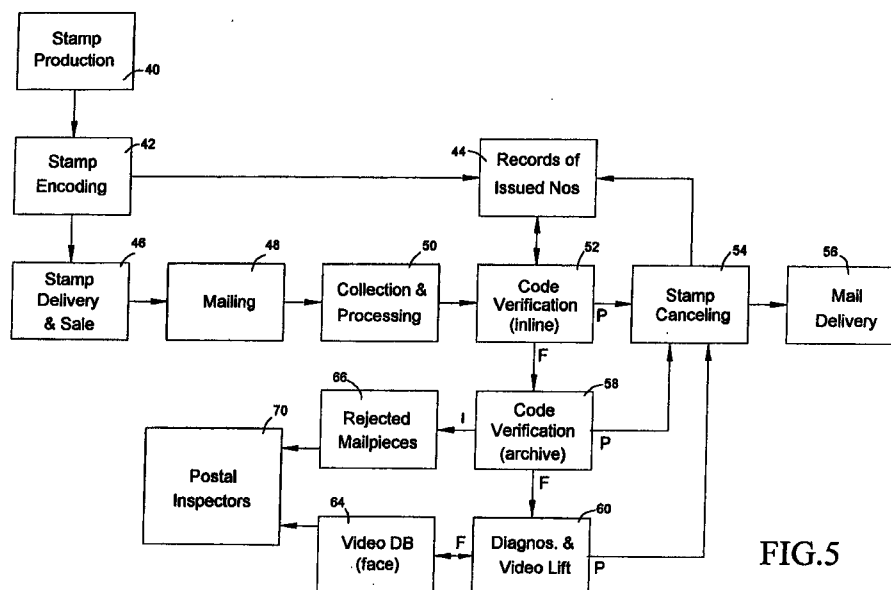 Stamp
Production
40
Stamp
Encoding
42
44
Records of
Issued Nos
46
Stamp
Delivery
& Sale
48
Mailing
50
Collection &
Processing
52
Code
Verification
(inline)
P
F
54
Stamp
Canceling
56
Mail
Delivery
58
Code
Verification
(archive)
I
P
F
66
Rejected
Mailpieces
70
Postal
Inspectors
64
Video DB
(face)
F
60
Diagnos. &
Video Lift
P
FIG.5